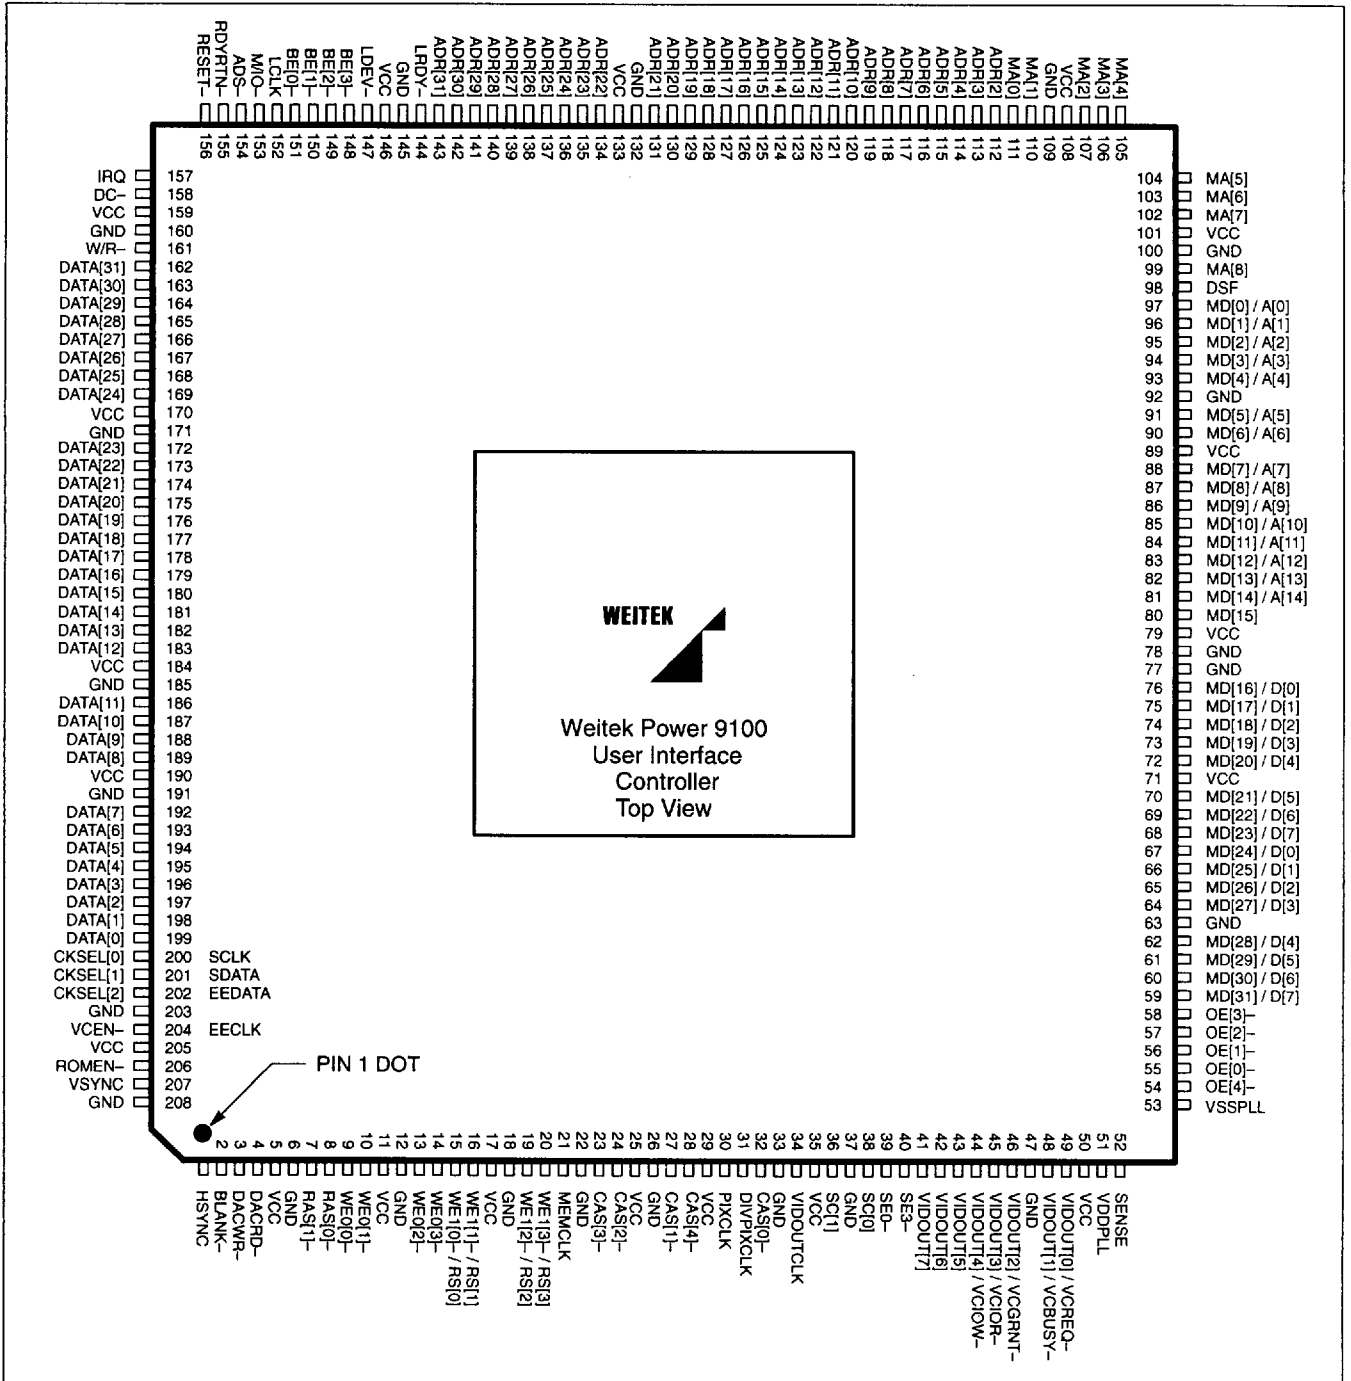 RESET–
RDYRTN–
ADS–
M/IO–
LCLK
BE[0]–
BE[1]–
BE[2]–
BE[3]–
LDEV–
VCC
GND
LRDY–
ADR[31]
ADR[30]
ADR[29]
ADR[28]
ADR[27]
ADR[26]
ADR[25]
ADR[24]
ADR[23]
ADR[22]
VCC
GND
ADR[21]
ADR[20]
ADR[19]
ADR[18]
ADR[17]
ADR[16]
ADR[15]
ADR[14]
ADR[13]
ADR[12]
ADR[11]
ADR[10]
ADR[9]
ADR[8]
ADR[7]
ADR[6]
ADR[5]
ADR[4]
ADR[3]
ADR[2]
MA[0]
MA[1]
GND
VCC
MA[2]
MA[3]
MA[4]
156
155
154
153
152
151
150
149
148
147
146
145
144
143
142
141
140
139
138
137
136
135
134
133
132
131
130
129
128
127
126
125
124
123
122
121
120
119
118
117
116
115
114
113
112
111
110
109
108
107
106
105
IRQ 157
DC– 158
VCC 159
GND 160
W/R– 161
DATA[31] 162
DATA[30] 163
DATA[29] 164
DATA[28] 165
DATA[27] 166
DATA[26] 167
DATA[25] 168
DATA[24] 169
VCC 170
GND 171
DATA[23] 172
DATA[22] 173
DATA[21] 174
DATA[20] 175
DATA[19] 176
DATA[18] 177
DATA[17] 178
DATA[16] 179
DATA[15] 180
DATA[14] 181
DATA[13] 182
DATA[12] 183
VCC 184
GND 185
DATA[11] 186
DATA[10] 187
DATA[9] 188
DATA[8] 189
VCC 190
GND 191
DATA[7] 192
DATA[6] 193
DATA[5] 194
DATA[4] 195
DATA[3] 196
DATA[2] 197
DATA[1] 198
DATA[0] 199
CKSEL[0] 200 SCLK
CKSEL[1] 201 SDATA
CKSEL[2] 202 EEDATA
GND 203
VCEN– 204 EECLK
VCC 205
ROMEN– 206
VSYNC 207
GND 208
PIN 1 DOT
WEITEK
Weitek Power 9100
User Interface
Controller
Top View
104 MA[5]
103 MA[6]
102 MA[7]
101 VCC
100 GND
99 MA[8]
98 DSF
97 MD[0] / A[0]
96 MD[1] / A[1]
95 MD[2] / A[2]
94 MD[3] / A[3]
93 MD[4] / A[4]
92 GND
91 MD[5] / A[5]
90 MD[6] / A[6]
89 VCC
88 MD[7] / A[7]
87 MD[8] / A[8]
86 MD[9] / A[9]
85 MD[10] / A[10]
84 MD[11] / A[11]
83 MD[12] / A[12]
82 MD[13] / A[13]
81 MD[14] / A[14]
80 MD[15]
79 VCC
78 GND
77 GND
76 MD[16] / D[0]
75 MD[17] / D[1]
74 MD[18] / D[2]
73 MD[19] / D[3]
72 MD[20] / D[4]
71 VCC
70 MD[21] / D[5]
69 MD[22] / D[6]
68 MD[23] / D[7]
67 MD[24] / D[0]
66 MD[25] / D[1]
65 MD[26] / D[2]
64 MD[27] / D[3]
63 GND
62 MD[28] / D[4]
61 MD[29] / D[5]
60 MD[30] / D[6]
59 MD[31] / D[7]
58 OE[3]–
57 OE[2]–
56 OE[1]–
55 OE[0]–
54 OE[4]–
53 VSSPLL
2
3
4
5
6
7
8
9
10
11
12
13
14
15
16
17
18
19
20
21
22
23
24
25
26
27
28
29
30
31
32
33
34
35
36
37
38
39
40
41
42
43
44
45
46
47
48
49
50
51
52
HSYNC
BLANK–
DACWR–
DACRD–
VCC
GND
RAS[1]–
RAS[0]–
WE0[0]–
WE0[1]–
VCC
GND
WE0[2]–
WE0[3]–
WE1[0]– / RS[0]
WE1[1]– / RS[1]
VCC
GND
WE1[2]– / RS[2]
WE1[3]– / RS[3]
MEMCLK
GND
CAS[3]–
CAS[2]–
VCC
GND
CAS[1]–
CAS[4]–
VCC
PIXCLK
DIVPIXCLK
CAS[0]–
GND
VIDOUTCLK
VCC
SC[1]
GND
SC[0]
SE0–
SE3–
VIDOUT[7]
VIDOUT[6]
VIDOUT[5]
VIDOUT[4] / VCIOW–
VIDOUT[3] / VCIOR–
VIDOUT[2] / VCGRNT–
GND
VIDOUT[1] / VCBUSY–
VIDOUT[0] / VCREQ–
VCC
VDDPLL
SENSE